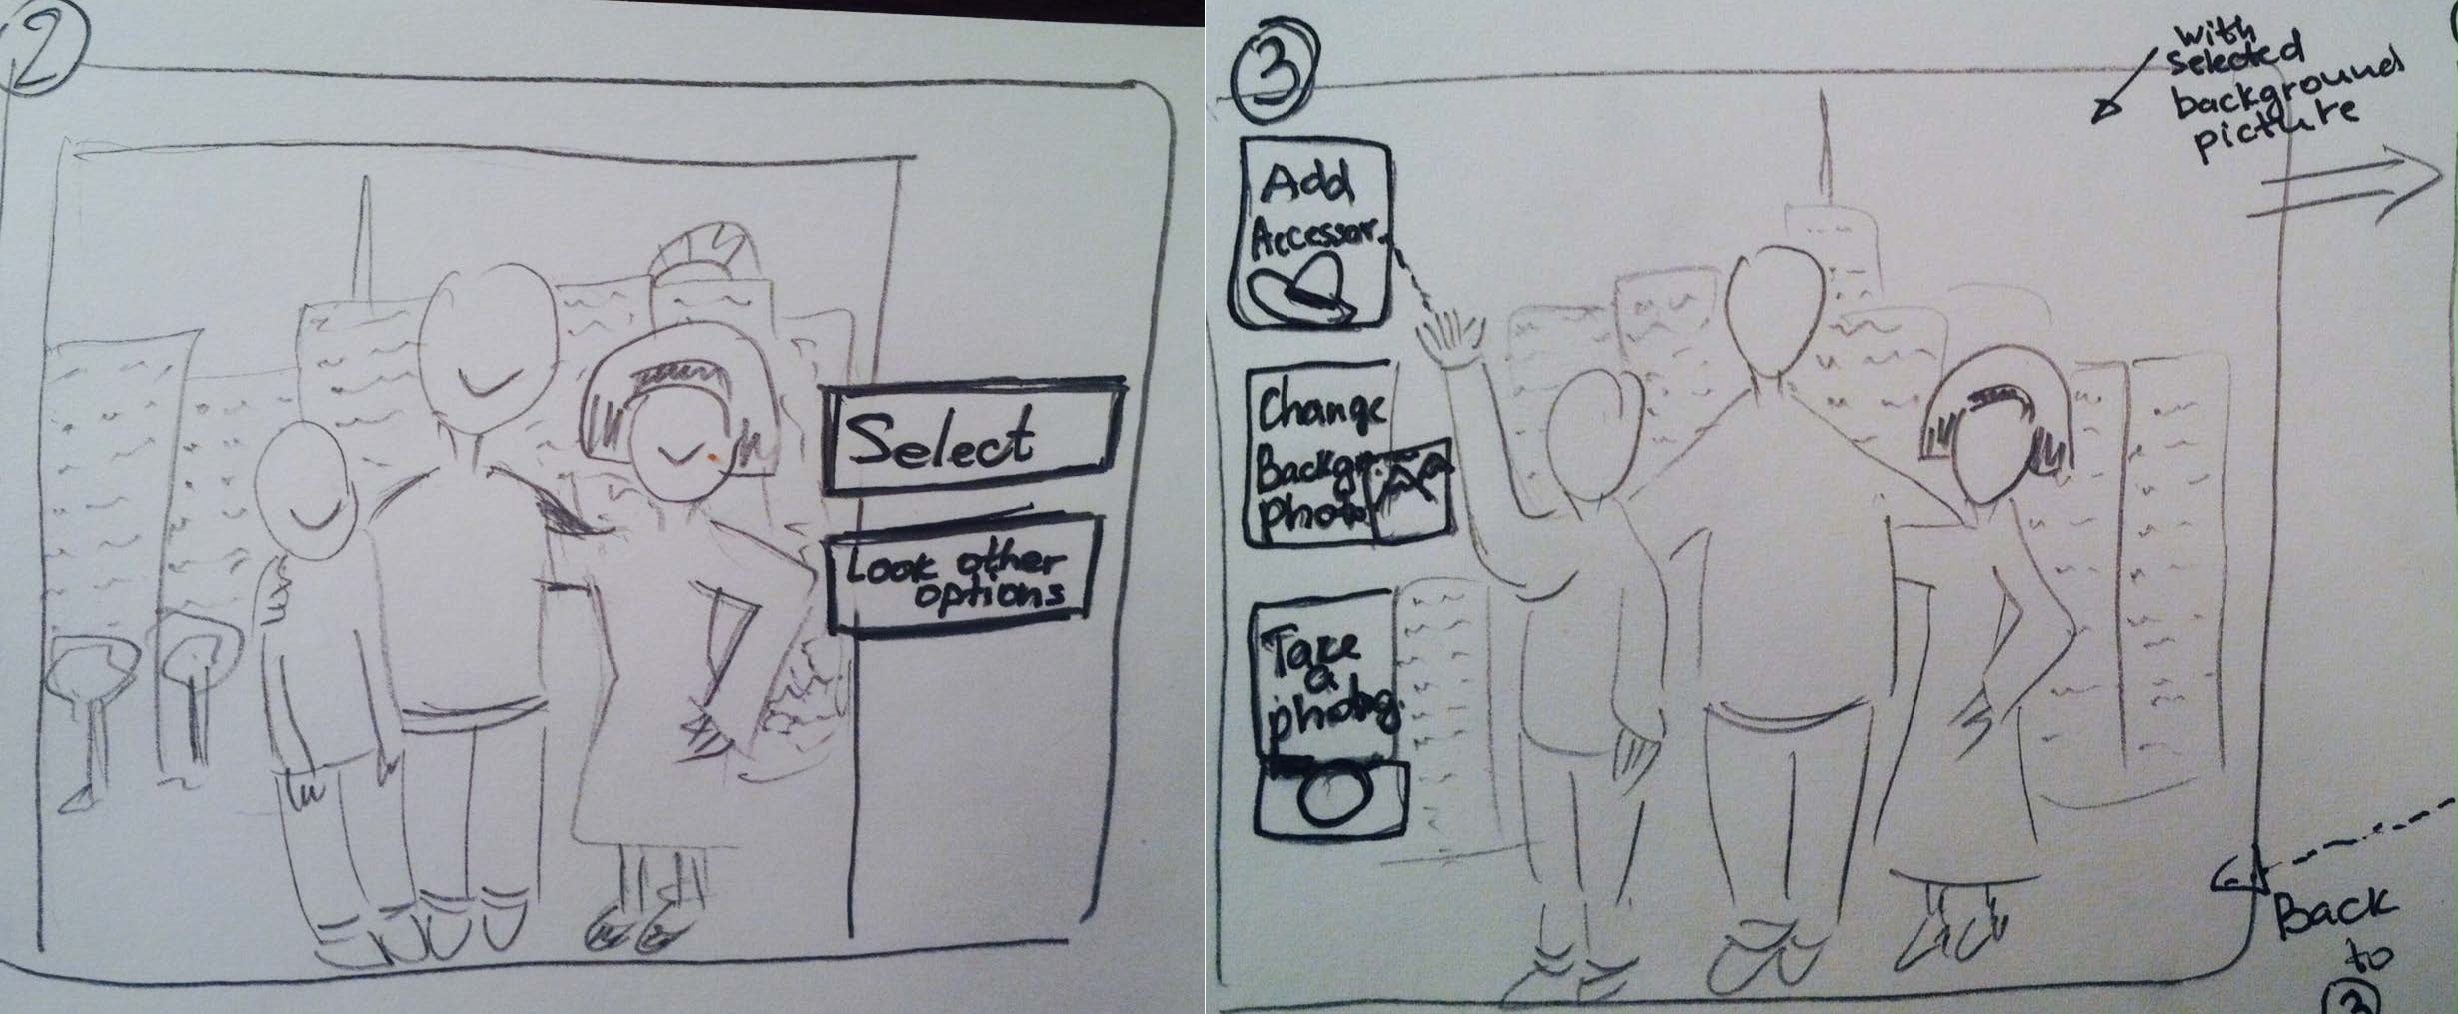 2
Select
Look other
options
3
with
selected
background
picture
Add
Accessor.
Change
Backgr.
photo
Take
a
photog.
Back
to
3